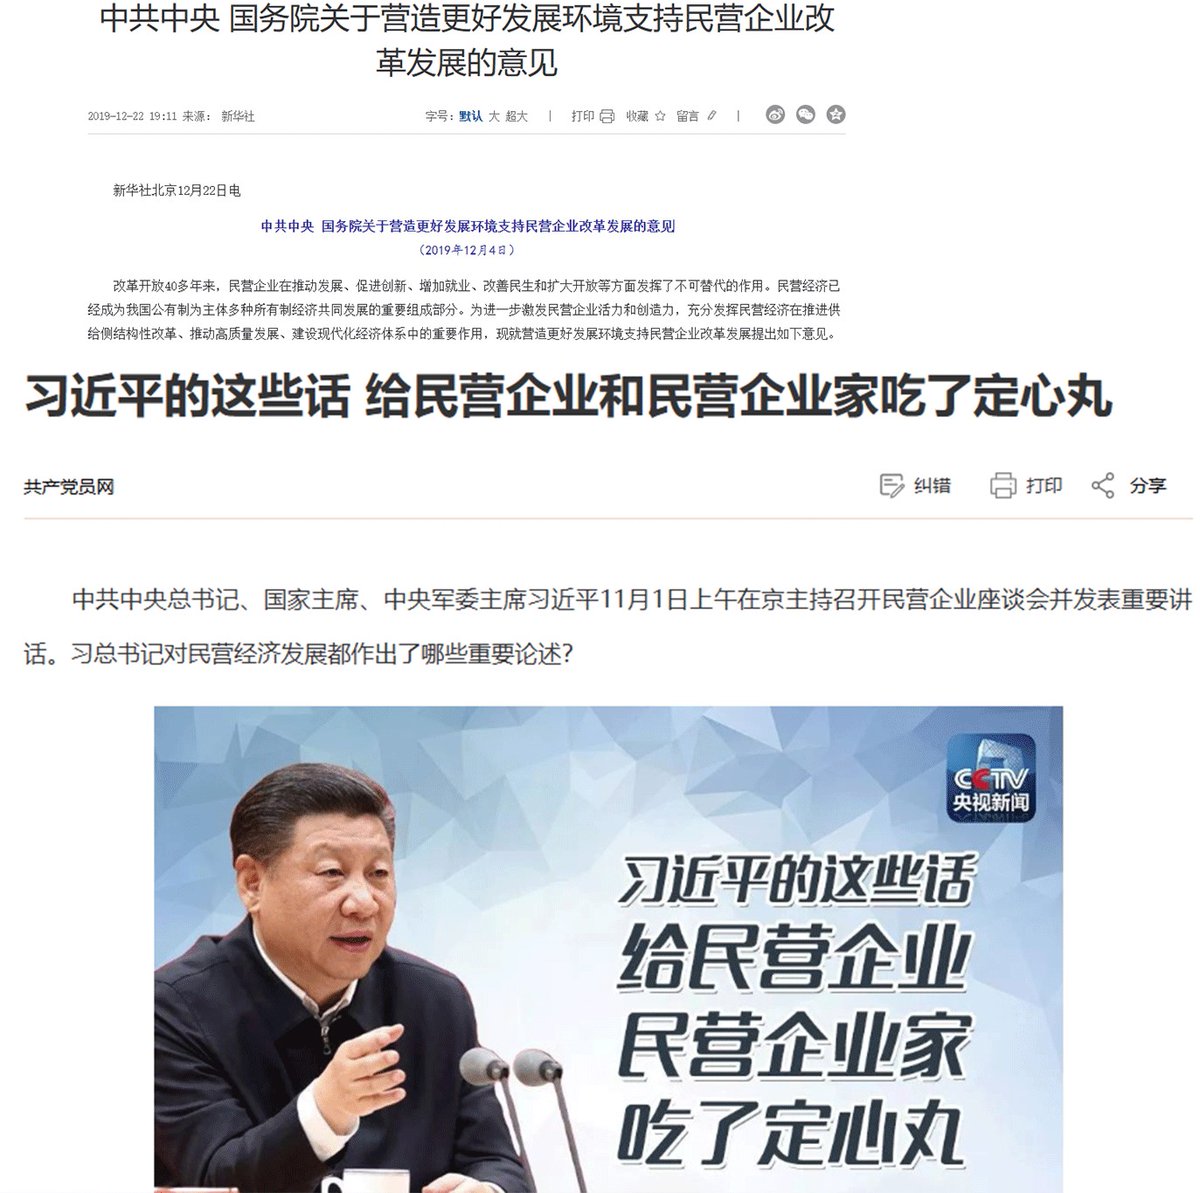 中共中央 国务院关于营造更好发展环境支持民营企业改
革发展的意见
2019-12-22 19:11 来源： 新华社
字号：默认 大 超大 | 打印 收藏 留言 |
新华社北京12月22日电
中共中央 国务院关于营造更好发展环境支持民营企业改革发展的意见
（2019年12月4日）
改革开放40多年来，民营企业在推动发展、促进创新、增加就业、改善民生和扩大开放等方面发挥了不可替代的作用。民营经济已
经成为我国公有制为主体多种所有制经济共同发展的重要组成部分。为进一步激发民营企业活力和创造力，充分发挥民营经济在推进供
给侧结构性改革、推动高质量发展、建设现代化经济体系中的重要作用，现就营造更好发展环境支持民营企业改革发展提出如下意见。
习近平的这些话 给民营企业和民营企业家吃了定心丸
共产党员网
纠错 打印 分享
中共中央总书记、国家主席、中央军委主席习近平11月1日上午在京主持召开民营企业座谈会并发表重要讲
话。习总书记对民营经济发展都作出了哪些重要论述？
CCTV
央视新闻
习近平的这些话
给民营企业
民营企业家
吃了定心丸